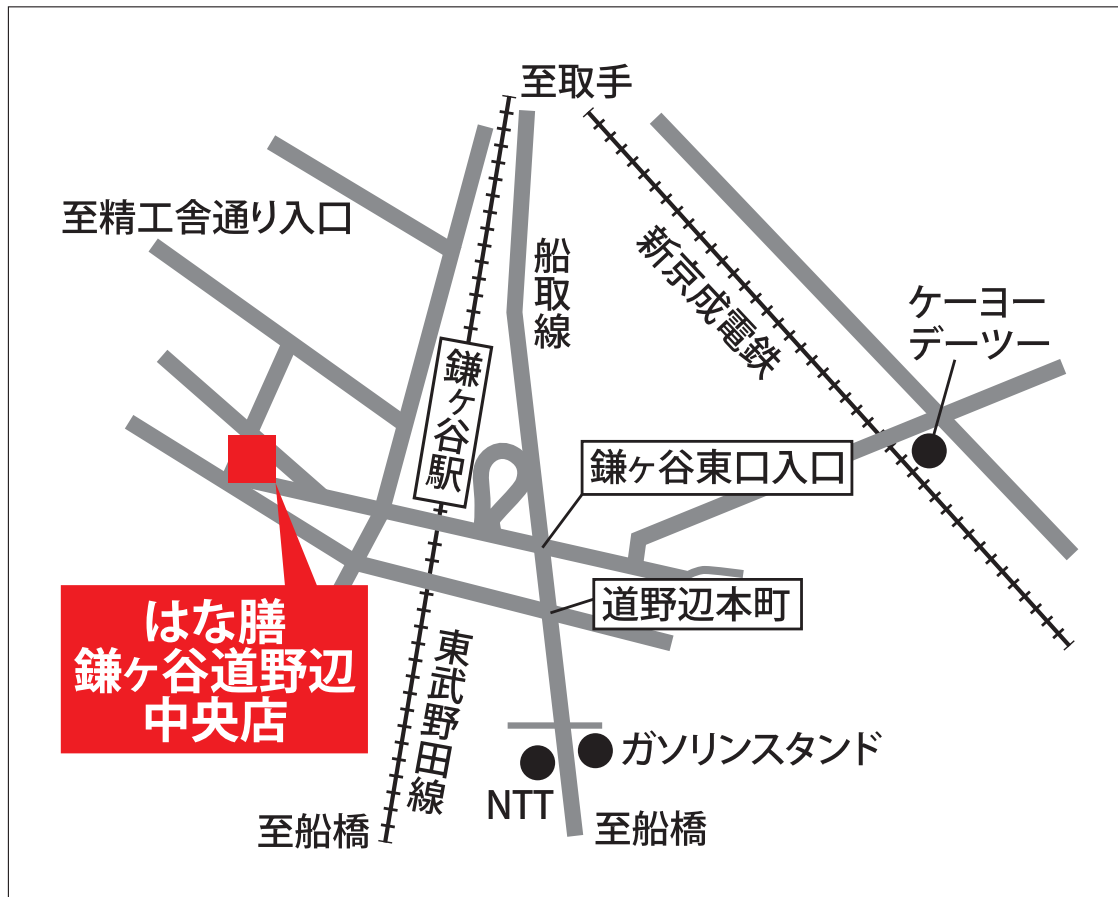 至取手
至精工舎通り入口
船取線
新京成電鉄
ケーヨー
デーツー
鎌ヶ谷駅
鎌ヶ谷東口入口
道野辺本町
はな膳
鎌ヶ谷道野辺
中央店
東武野田線
ガソリンスタンド
NTT
至船橋
至船橋